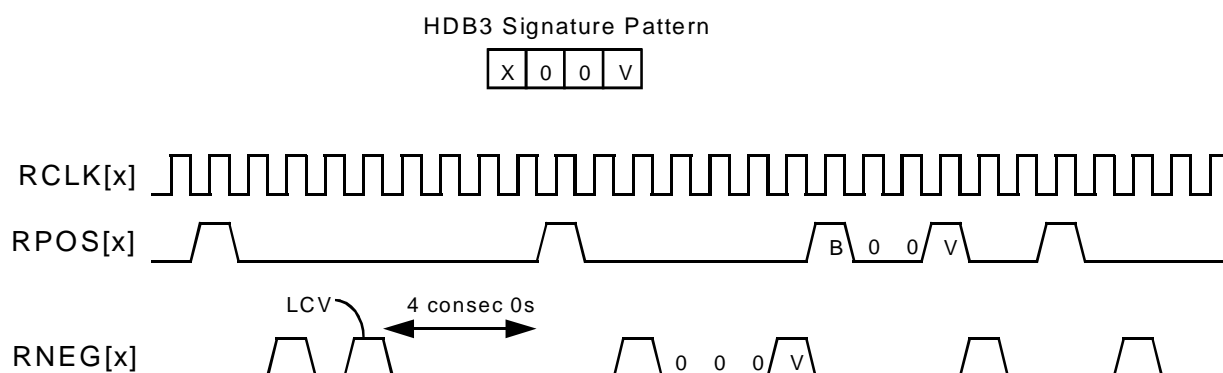 HDB3 Signature Pattern
X 0 0 V
RCLK[x]
RPOS[x]
B 0 0 V
LCV
4 consec 0s
RNEG[x]
0 0 0 V